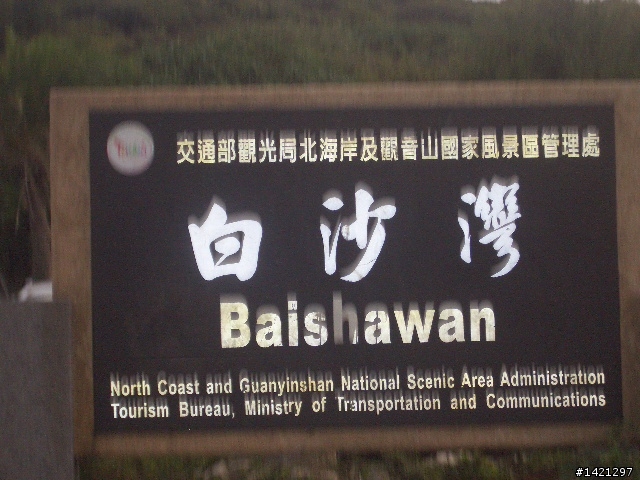 交通部觀光局北海岸及觀音山國家風景區管理處
白沙灣
Baishawan
North Coast and Guanyinshan National Scenic Area Administration
Tourism Bureau, Ministry of Transportation and Communications
#1421297